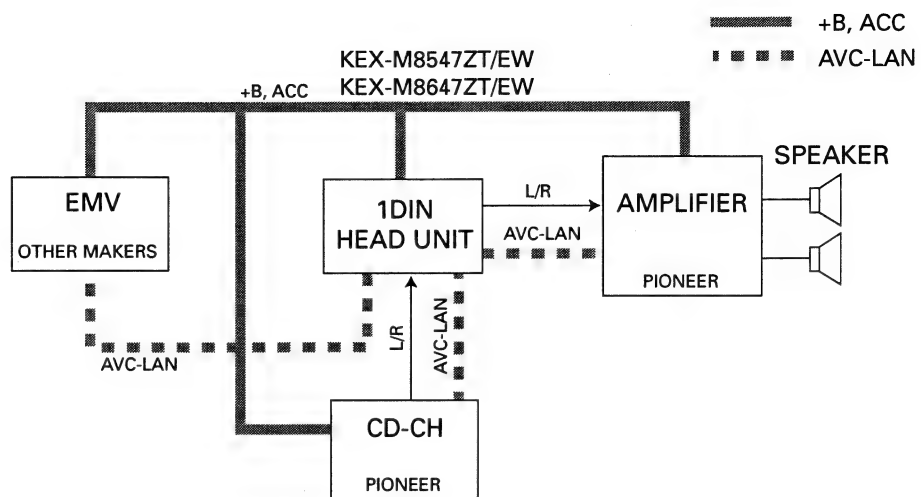 +B, ACC
AVC-LAN
KEX-M8547ZT/EW
KEX-M8647ZT/EW
+B, ACC
SPEAKER
EMV
OTHER MAKERS
1DIN
HEAD UNIT
L/R
AMPLIFIER
PIONEER
AVC-LAN
AVC-LAN
L/R
AVC-LAN
CD-CH
PIONEER